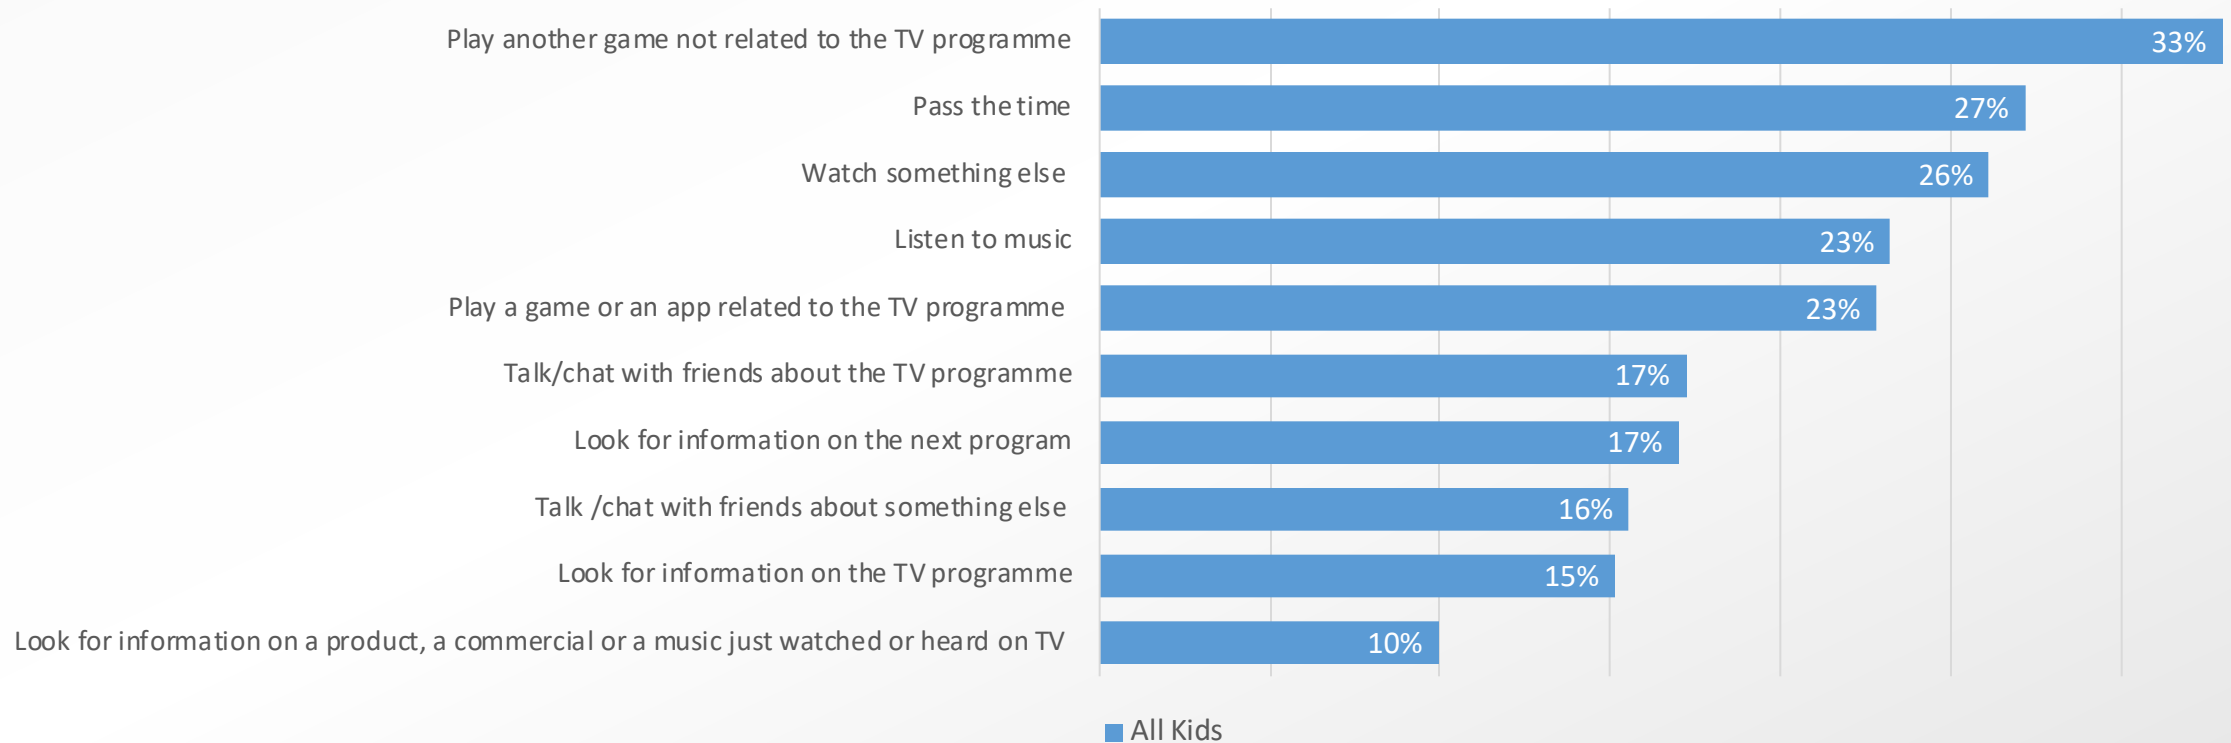 Play another game not related to the TV programme 33%
Pass the time 27%
Watch something else 26%
Listen to music 23%
Play a game or an app related to the TV programme 23%
Talk/chat with friends about the TV programme 17%
Look for information on the next program 17%
Talk /chat with friends about something else 16%
Look for information on the TV programme 15%
Look for information on a product, a commercial or a music just watched or heard on TV 10%
All Kids